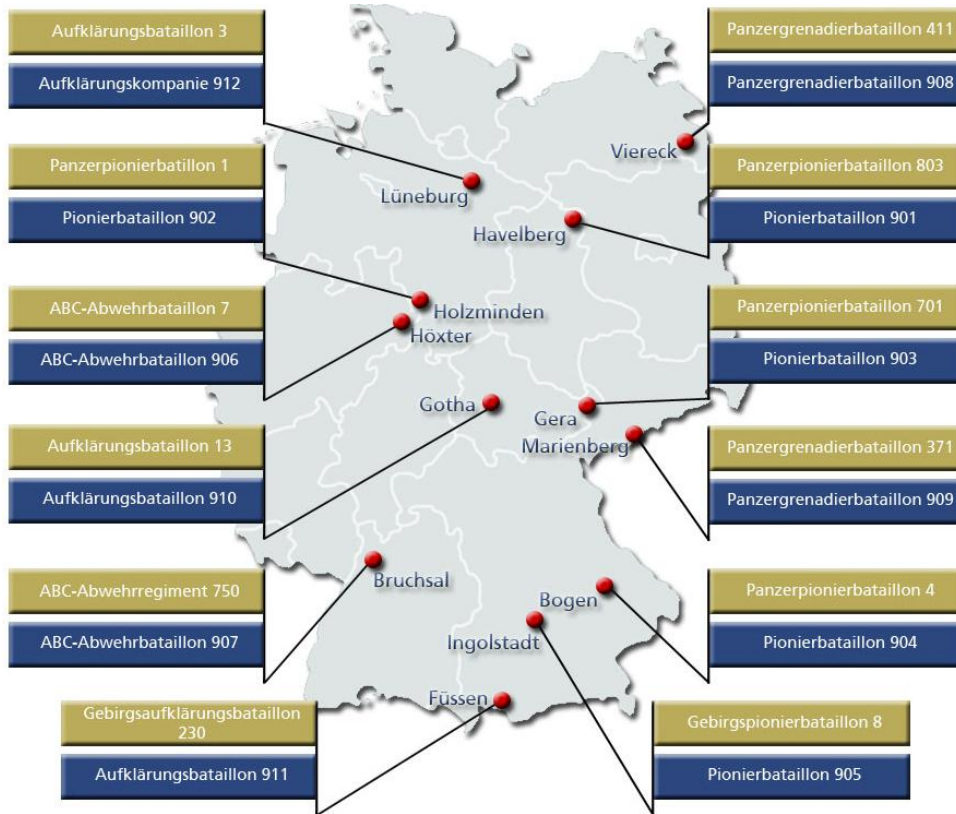 Aufklärungsbataillon 3
Aufklärungskompanie 912
Panzergrenadierbataillon 411
Panzergrenadierbataillon 908
Viereck
Panzerpionierbatillon 1
Pionierbataillon 902
Lüneburg
Havelberg
Panzerpionierbataillon 803
Pionierbataillon 901
ABC-Abwehrbataillon 7
ABC-Abwehrbataillon 906
Holzminden
Höxter
Panzerpionierbataillon 701
Pionierbataillon 903
Gotha
Gera
Marienberg
Aufklärungsbataillon 13
Aufklärungsbataillon 910
Panzergrenadierbataillon 371
Panzergrenadierbataillon 909
ABC-Abwehrregiment 750
ABC-Abwehrbataillon 907
Bruchsal
Bogen
Ingolstadt
Panzerpionierbataillon 4
Pionierbataillon 904
Füssen
Gebirgsaufklärungsbataillon
230
Aufklärungsbataillon 911
Gebirgspionierbataillon 8
Pionierbataillon 905